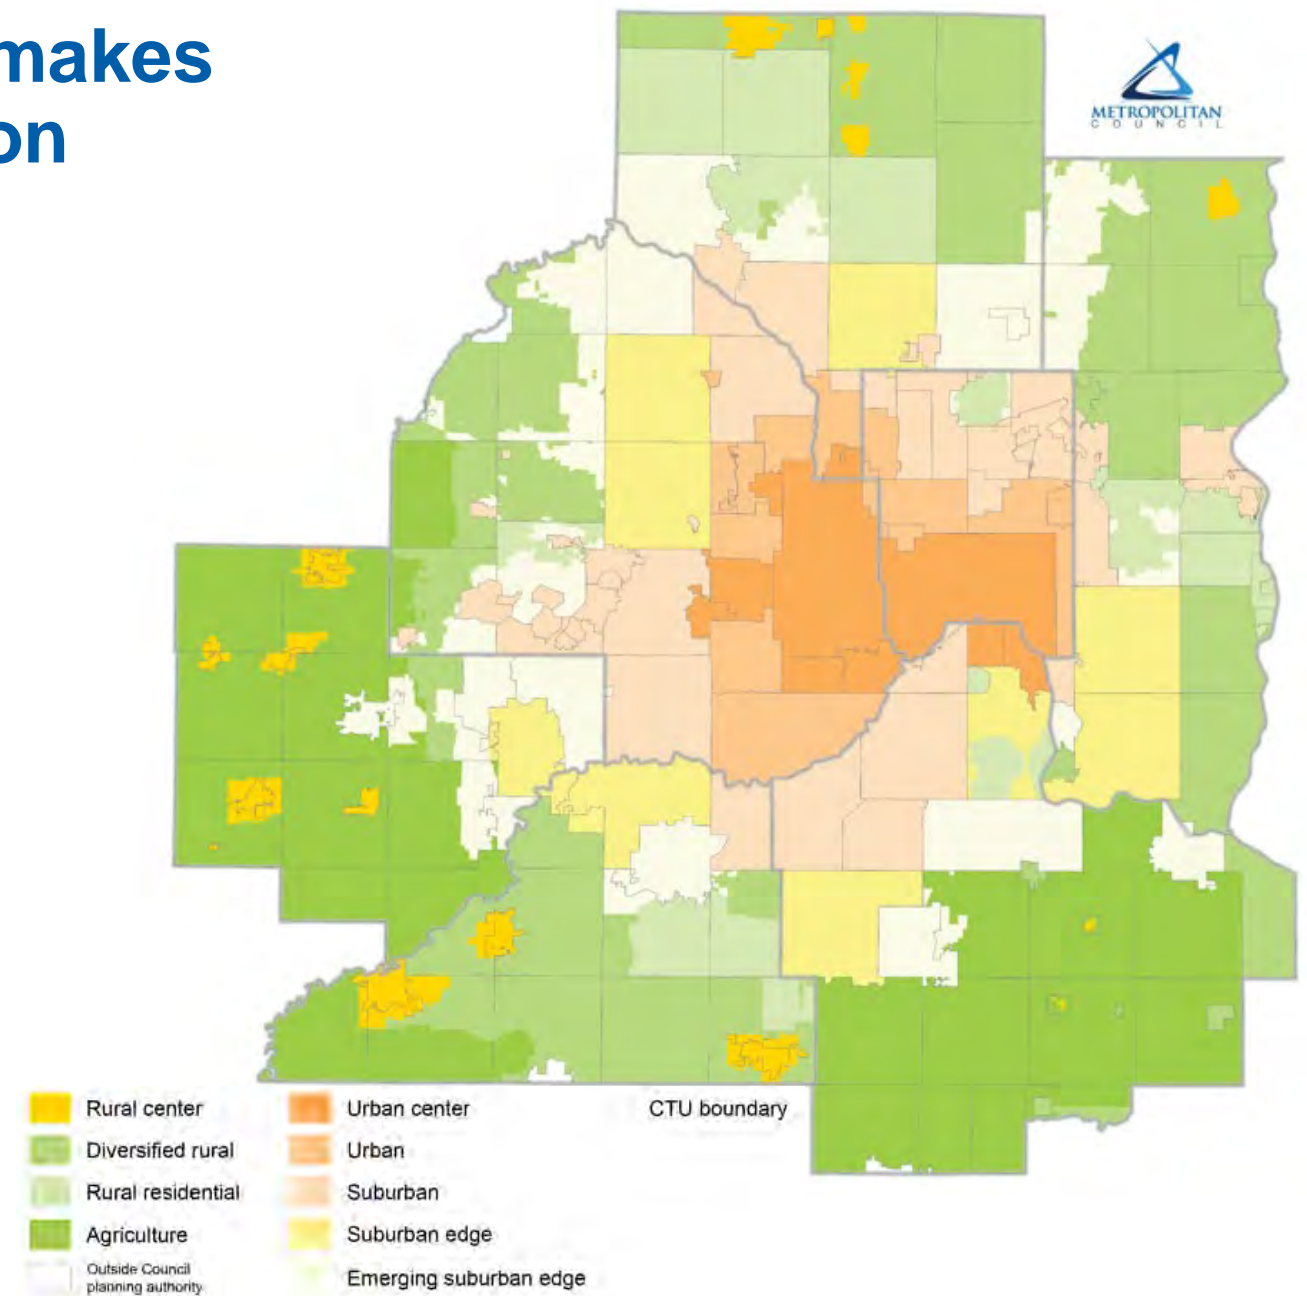 makes
on
METROPOLITAN
COUNCIL
Rural center
Diversified rural
Rural residential
Agriculture
Outside Council
planning authority
Urban center
Urban
Suburban
Suburban edge
Emerging suburban edge
CTU boundary